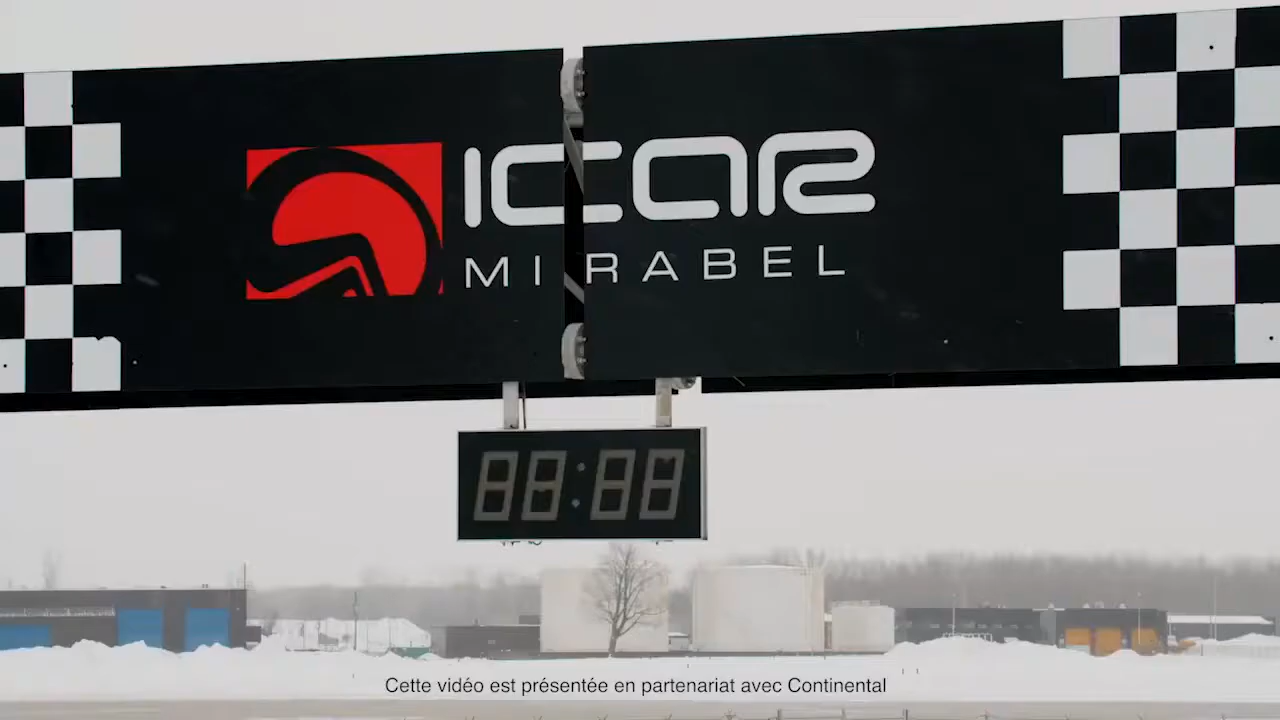 ICAR
MIRABEL
88:88
Cette vidéo est présentée en partenariat avec Continental